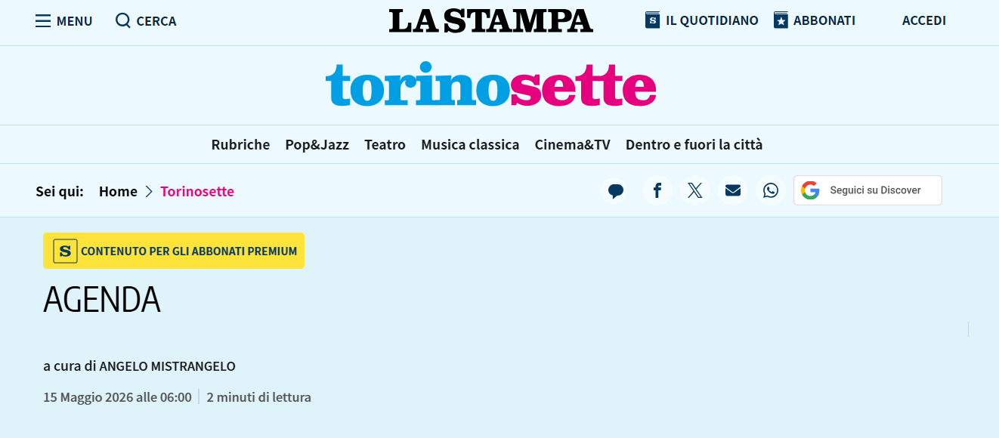 MENU CERCA LA STAMPA S IL QUOTIDIANO ABBONATI ACCEDI
torinosette
Rubriche Pop&Jazz Teatro Musica classica Cinema&TV Dentro e fuori la città
Sei qui: Home Torinosette Seguici su Discover
S CONTENUTO PER GLI ABBONATI PREMIUM
AGENDA
a cura di ANGELO MISTRANGELO
15 Maggio 2026 alle 06:00 2 minuti di lettura